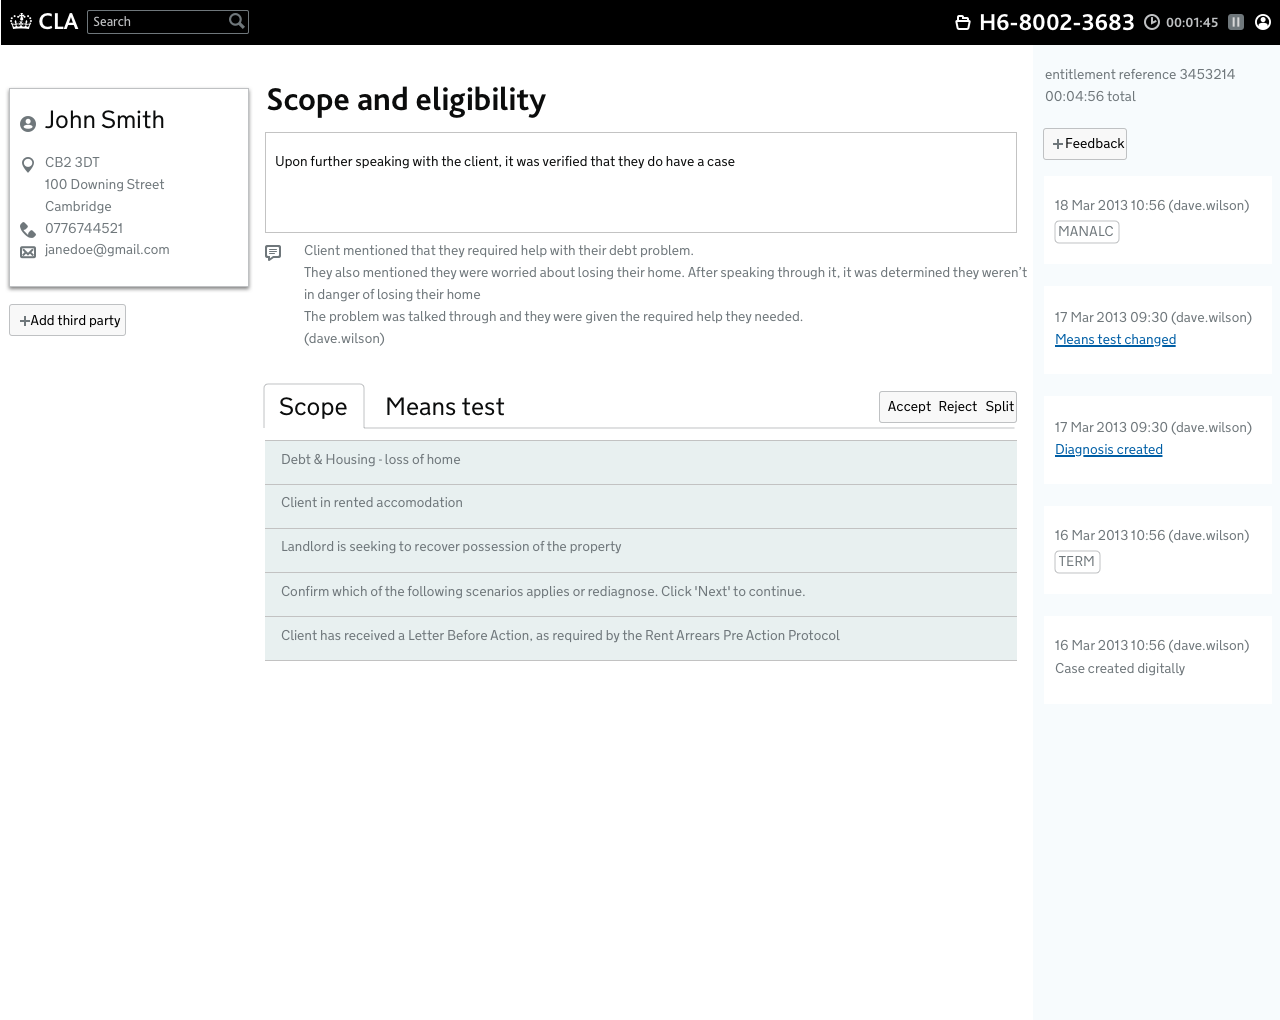 CLA
Search
H6-8002-3683
00:01:45
John Smith
CB2 3DT
100 Downing Street
Cambridge
0776744521
janedoe@gmail.com
+Add third party
Scope and eligibility
Upon further speaking with the client, it was verified that they do have a case
Client mentioned that they required help with their debt problem.
They also mentioned they were worried about losing their home. After speaking through it, it was determined they weren't
in danger of losing their home
The problem was talked through and they were given the required help they needed.
(dave.wilson)
Scope Means test
Accept Reject Split
Debt & Housing - loss of home
Client in rented accomodation
Landlord is seeking to recover possession of the property
Confirm which of the following scenarios applies or rediagnose. Click 'Next' to continue.
Client has received a Letter Before Action, as required by the Rent Arrears Pre Action Protocol
entitlement reference 3453214
00:04:56 total
+Feedback
18 Mar 2013 10:56 (dave.wilson)
MANALC
17 Mar 2013 09:30 (dave.wilson)
Means test changed
17 Mar 2013 09:30 (dave.wilson)
Diagnosis created
16 Mar 2013 10:56 (dave.wilson)
TERM
16 Mar 2013 10:56 (dave.wilson)
Case created digitally